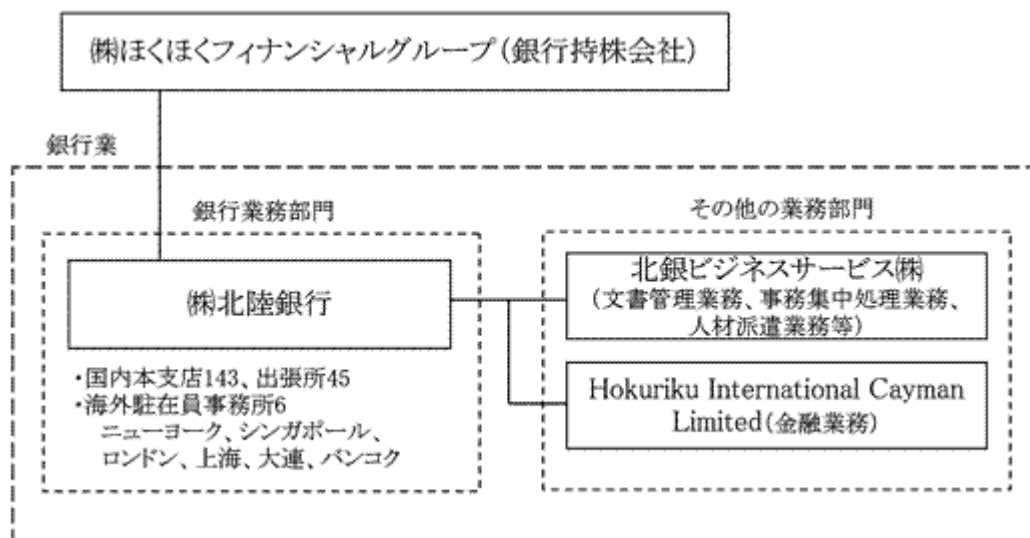 ㈱ほくほくフィナンシャルグループ(銀行持株会社)
銀行業
銀行業務部門
㈱北陸銀行
・国内本支店143、出張所45
・海外駐在員事務所6
ニューヨーク、シンガポール、
ロンドン、上海、大連、バンコク
その他の業務部門
北銀ビジネスサービス㈱
(文書管理業務、事務集中処理業務、
人材派遣業務等)
Hokuriku International Cayman
Limited(金融業務)